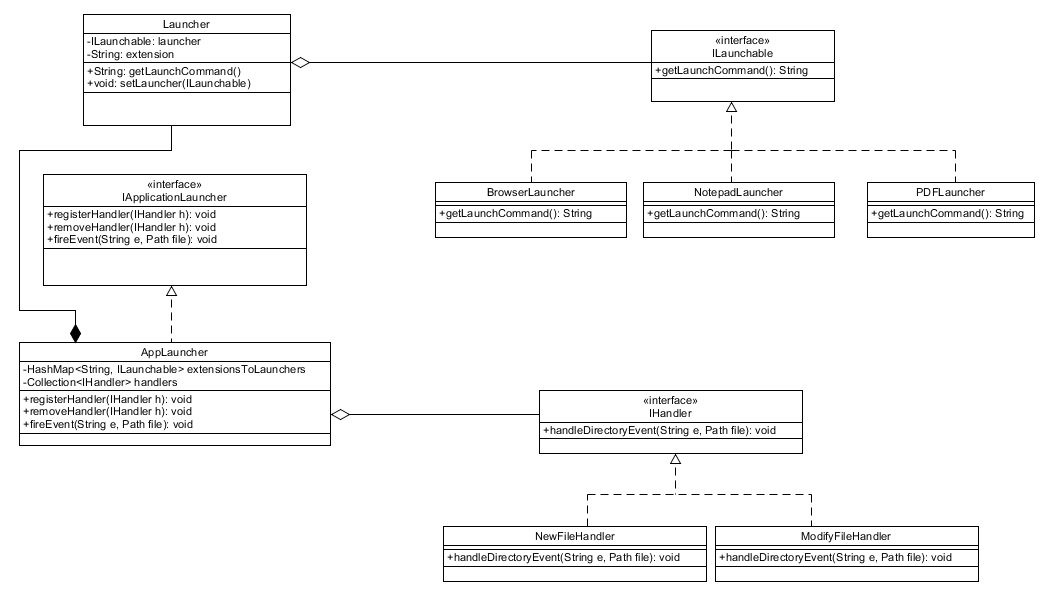 Launcher
-ILaunchable: launcher
-String: extension
+String: getLaunchCommand()
+void: setLauncher(ILaunchable)
«interface»
ILaunchable
+getLaunchCommand(): String
«interface»
IApplicationLauncher
+registerHandler(IHandler h): void
+removeHandler(IHandler h): void
+fireEvent(String e, Path file): void
BrowserLauncher
+getLaunchCommand(): String
NotepadLauncher
+getLaunchCommand(): String
PDFLauncher
+getLaunchCommand(): String
AppLauncher
-HashMap<String, ILaunchable> extensionsToLaunchers
-Collection<IHandler> handlers
+registerHandler(IHandler h): void
+removeHandler(IHandler h): void
+fireEvent(String e, Path file): void
«interface»
IHandler
+handleDirectoryEvent(String e, Path file): void
NewFileHandler
+handleDirectoryEvent(String e, Path file): void
ModifyFileHandler
+handleDirectoryEvent(String e, Path file): void